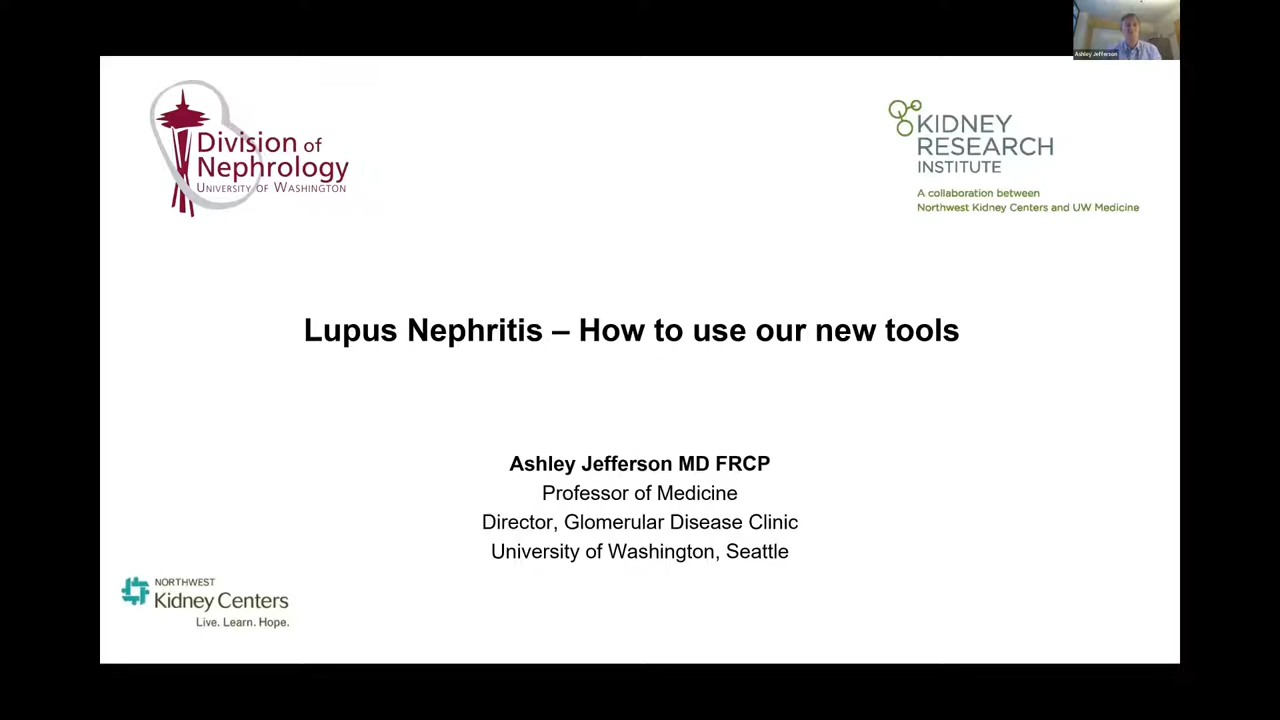 Ashley Jefferson
Division of
Nephrology
UNIVERSITY OF WASHINGTON
KIDNEY
RESEARCH
INSTITUTE
A collaboration between
Northwest Kidney Centers and UW Medicine
Lupus Nephritis – How to use our new tools
Ashley Jefferson MD FRCP
Professor of Medicine
Director, Glomerular Disease Clinic
University of Washington, Seattle
NORTHWEST
Kidney Centers
Live. Learn. Hope.